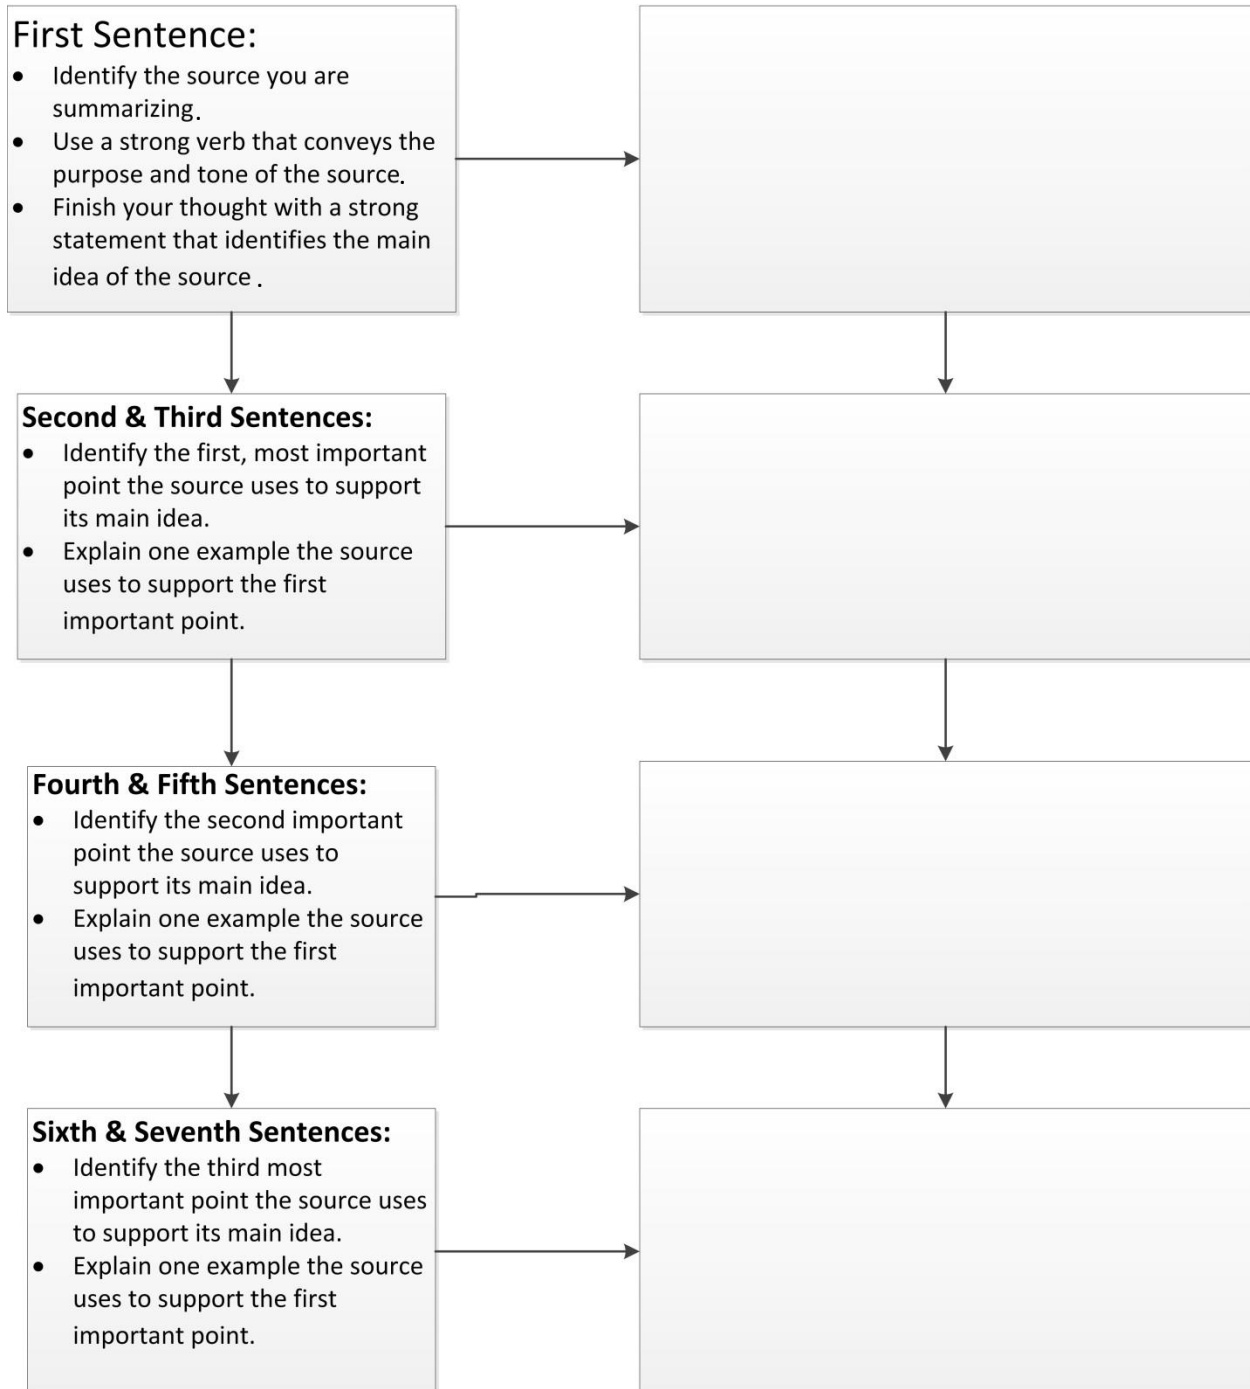 First Sentence:
• Identify the source you are
summarizing.
• Use a strong verb that conveys the
purpose and tone of the source.
• Finish your thought with a strong
statement that identifies the main
idea of the source .
Second & Third Sentences:
• Identify the first, most important
point the source uses to support
its main idea.
• Explain one example the source
uses to support the first
important point.
Fourth & Fifth Sentences:
• Identify the second important
point the source uses to
support its main idea.
• Explain one example the source
uses to support the first
important point.
Sixth & Seventh Sentences:
• Identify the third most
important point the source uses
to support its main idea.
• Explain one example the source
uses to support the first
important point.